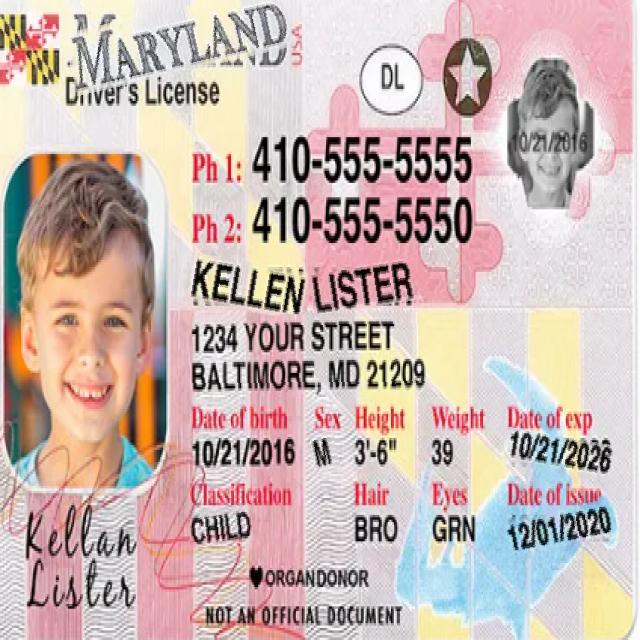 MARYLAND USA
Driver's License
DL
10/21/2016
Ph 1: 410-555-5555
Ph 2: 410-555-5550
KELLEN LISTER
1234 YOUR STREET
BALTIMORE, MD 21209
Date of birth Sex Height Weight Date of exp
10/21/2016 M 3'-6" 39 10/21/2026
Classification Hair Eyes Date of issue
CHILD BRO GRN 12/01/2020
Kellan
Lister
ORGANDONOR
NOT AN OFFICIAL DOCUMENT